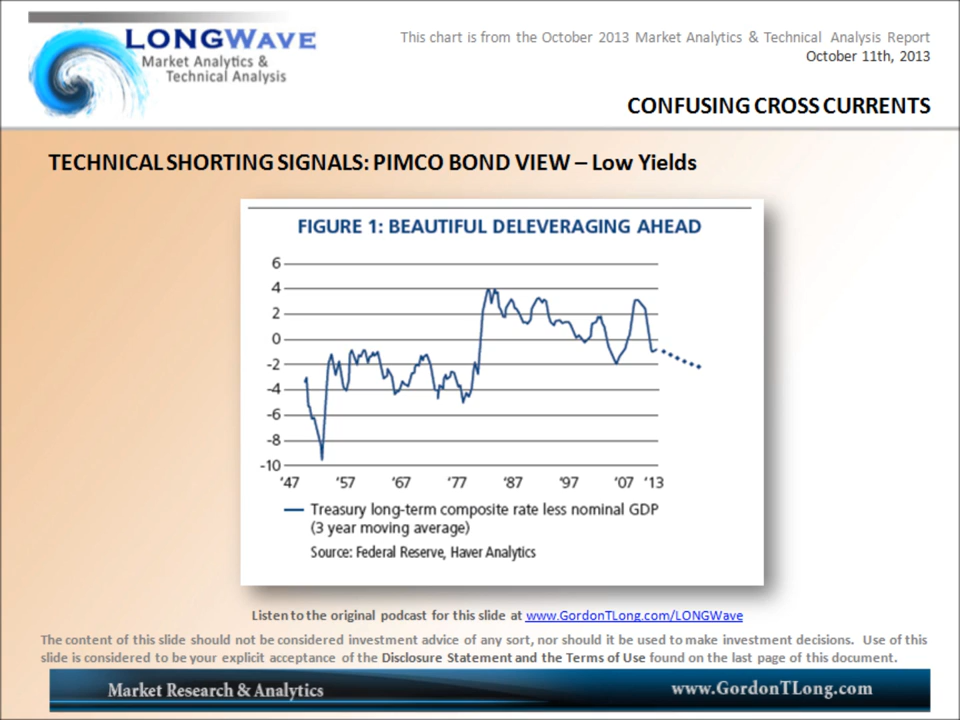 LONGWAVE
Market Analytics &
Technical Analysis
This chart is from the October 2013 Market Analytics & Technical Analysis Report
October 11th, 2013
CONFUSING CROSS CURRENTS
TECHNICAL SHORTING SIGNALS: PIMCO BOND VIEW – Low Yields
FIGURE 1: BEAUTIFUL DELEVERAGING AHEAD
6
4
2
0
-2
-4
-6
-8
-10
'47 '57 '67 '77 '87 '97 '07 '13
Treasury long-term composite rate less nominal GDP
(3 year moving average)
Source: Federal Reserve, Haver Analytics
Listen to the original podcast for this slide at www.GordonTLong.com/LONGWave
The content of this slide should not be considered investment advice of any sort, nor should it be used to make investment decisions. Use of this
slide is considered to be your explicit acceptance of the Disclosure Statement and the Terms of Use found on the last page of this document.
Market Research & Analytics
www.GordonTLong.com